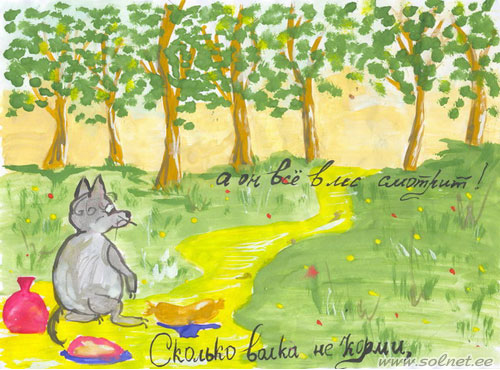 Сколько волка не корми,
а он всё в лес смотрит!
www.solnet.ee